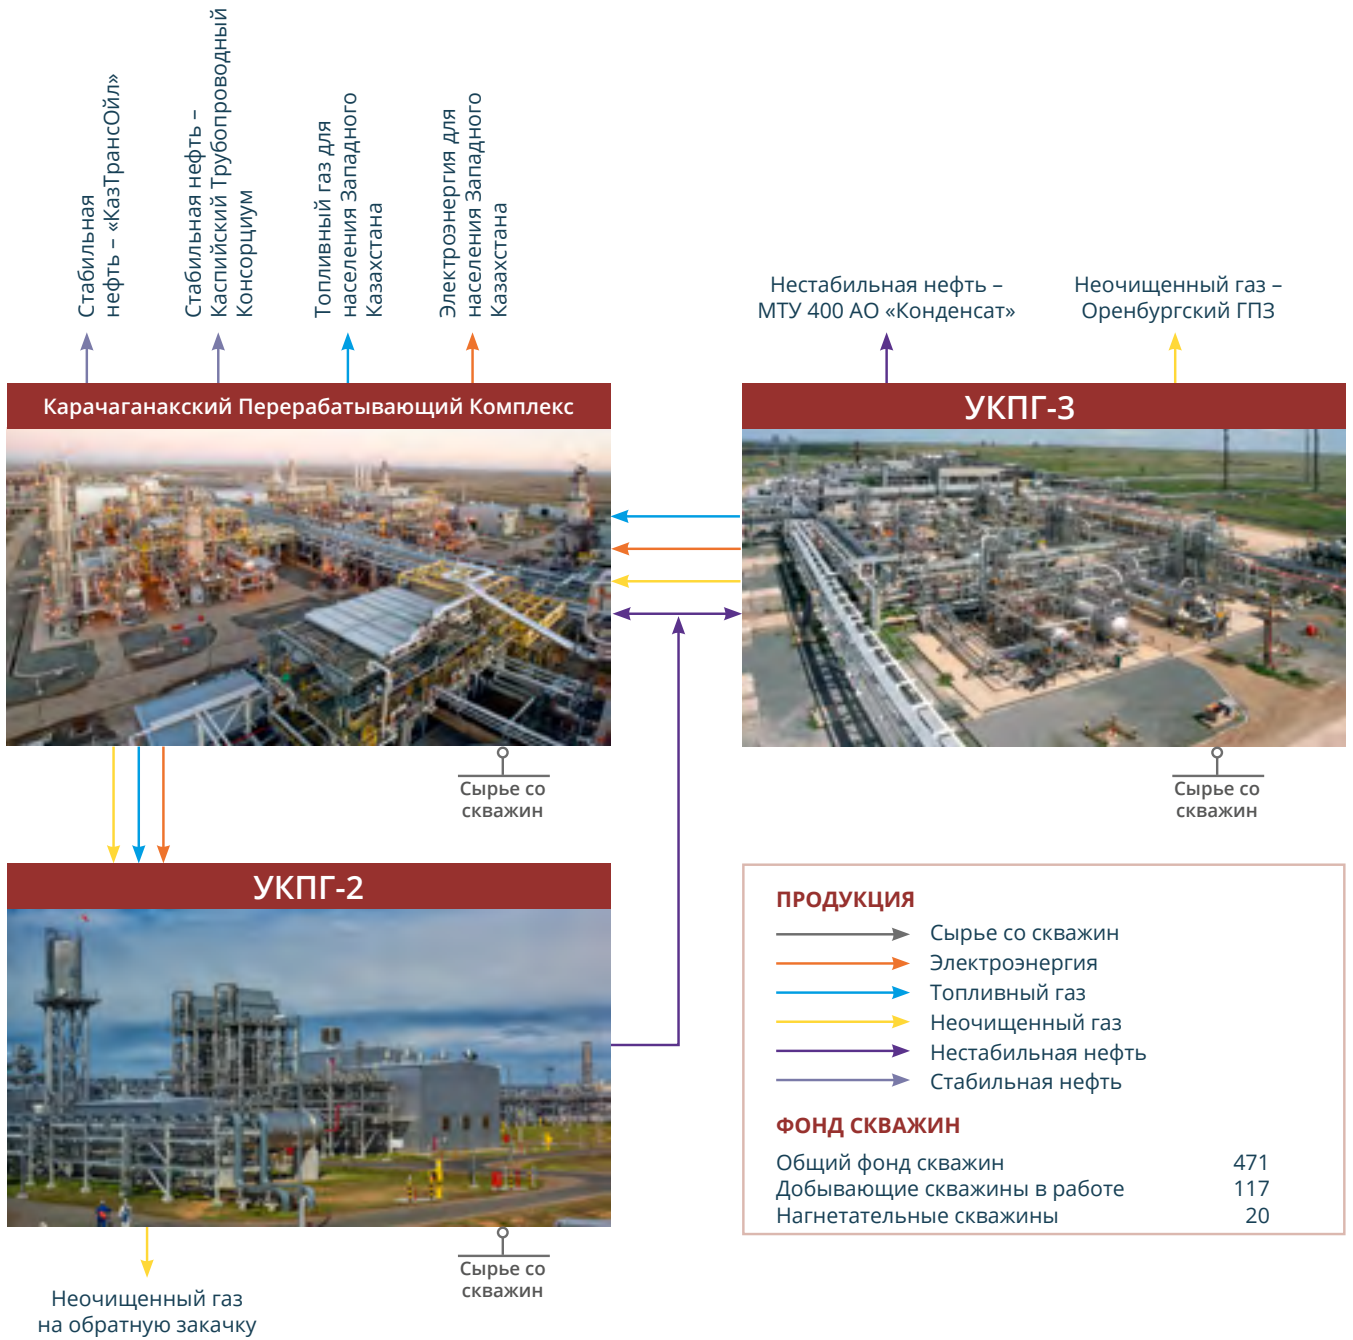 Стабильная
нефть – «КазТрансОйл»
Стабильная нефть –
Каспийский Трубопроводный
Консорциум
Топливный газ для
населения Западного
Казахстана
Электроэнергия для
населения Западного
Казахстана
Нестабильная нефть –
МТУ 400 АО «Конденсат»
Неочищенный газ –
Оренбургский ГПЗ
Карачаганакский Перерабатывающий Комплекс
УКПГ-3
Сырье со
скважин
Сырье со
скважин
УКПГ-2
ПРОДУКЦИЯ
Сырье со скважин
Электроэнергия
Топливный газ
Неочищенный газ
Нестабильная нефть
Стабильная нефть
ФОНД СКВАЖИН
Общий фонд скважин 471
Добывающие скважины в работе 117
Нагнетательные скважины 20
Сырье со
скважин
Неочищенный газ
на обратную закачку